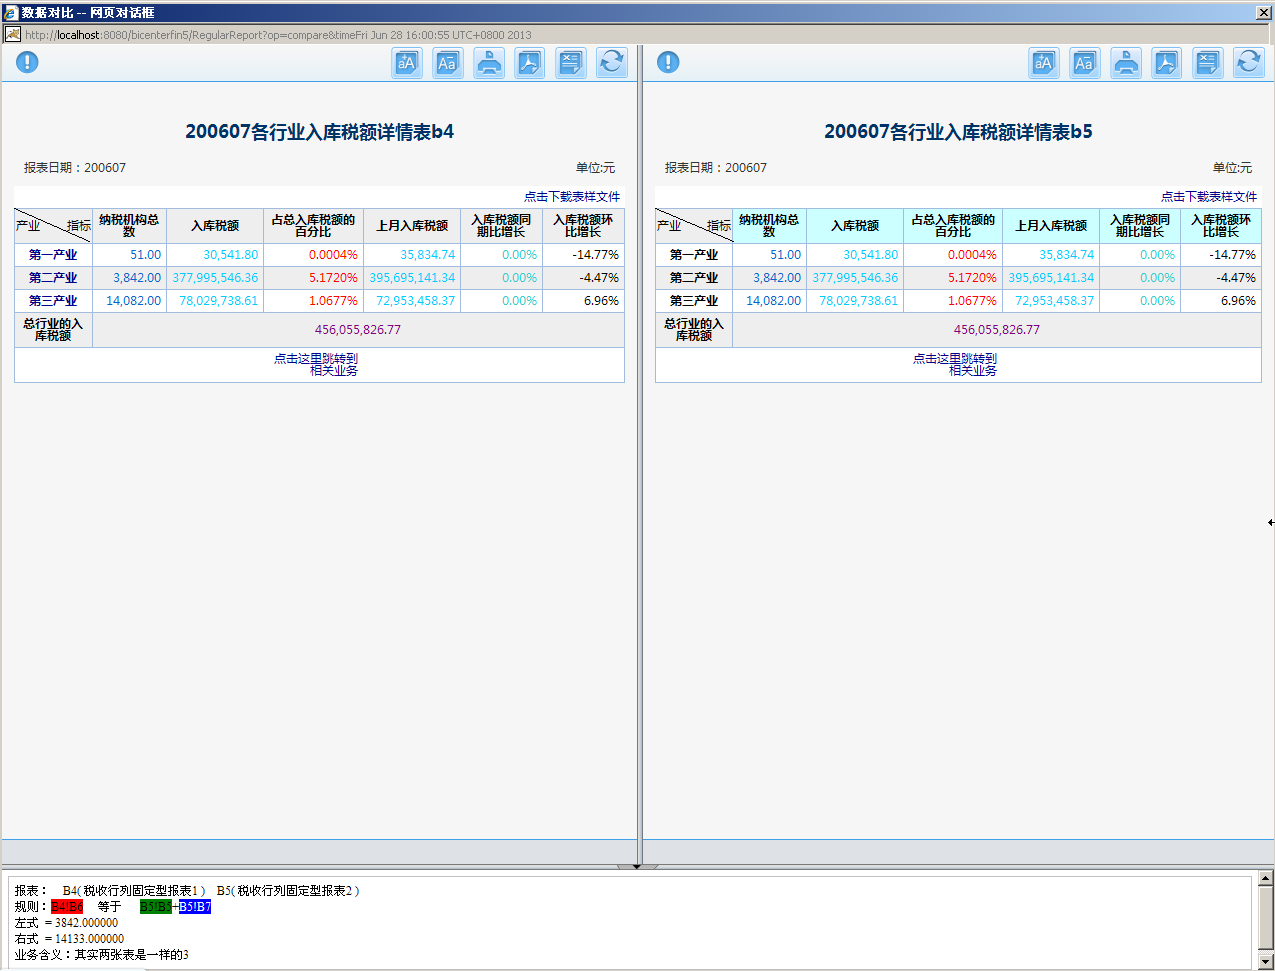 数据对比 -- 网页对话框
http://localhost:8080/bicenterfin5/RegularReport?op=compare&timeFri Jun 28 16:00:55 UTC+0800 2013
200607各行业入库税额详情表b4
报表日期：200607 单位:元
点击下载表样文件
产业 指标 纳税机构总数 入库税额 占总入库税额的百分比 上月入库税额 入库税额同期比增长 入库税额环比增长
第一产业 51.00 30,541.80 0.0004% 35,834.74 0.00% -14.77%
第二产业 3,842.00 377,995,546.36 5.1720% 395,695,141.34 0.00% -4.47%
第三产业 14,082.00 78,029,738.61 1.0677% 72,953,458.37 0.00% 6.96%
总行业的入库税额 456,055,826.77
点击这里跳转到
相关业务
200607各行业入库税额详情表b5
报表日期：200607 单位:元
点击下载表样文件
产业 指标 纳税机构总数 入库税额 占总入库税额的百分比 上月入库税额 入库税额同期比增长 入库税额环比增长
第一产业 51.00 30,541.80 0.0004% 35,834.74 0.00% -14.77%
第二产业 3,842.00 377,995,546.36 5.1720% 395,695,141.34 0.00% -4.47%
第三产业 14,082.00 78,029,738.61 1.0677% 72,953,458.37 0.00% 6.96%
总行业的入库税额 456,055,826.77
点击这里跳转到
相关业务
报表： B4(税收行列固定型报表1) B5(税收行列固定型报表2)
规则：B4!B6 等于 B5!B5+B5!B7
左式 = 3842.000000
右式 = 14133.000000
业务含义：其实两张表是一样的3